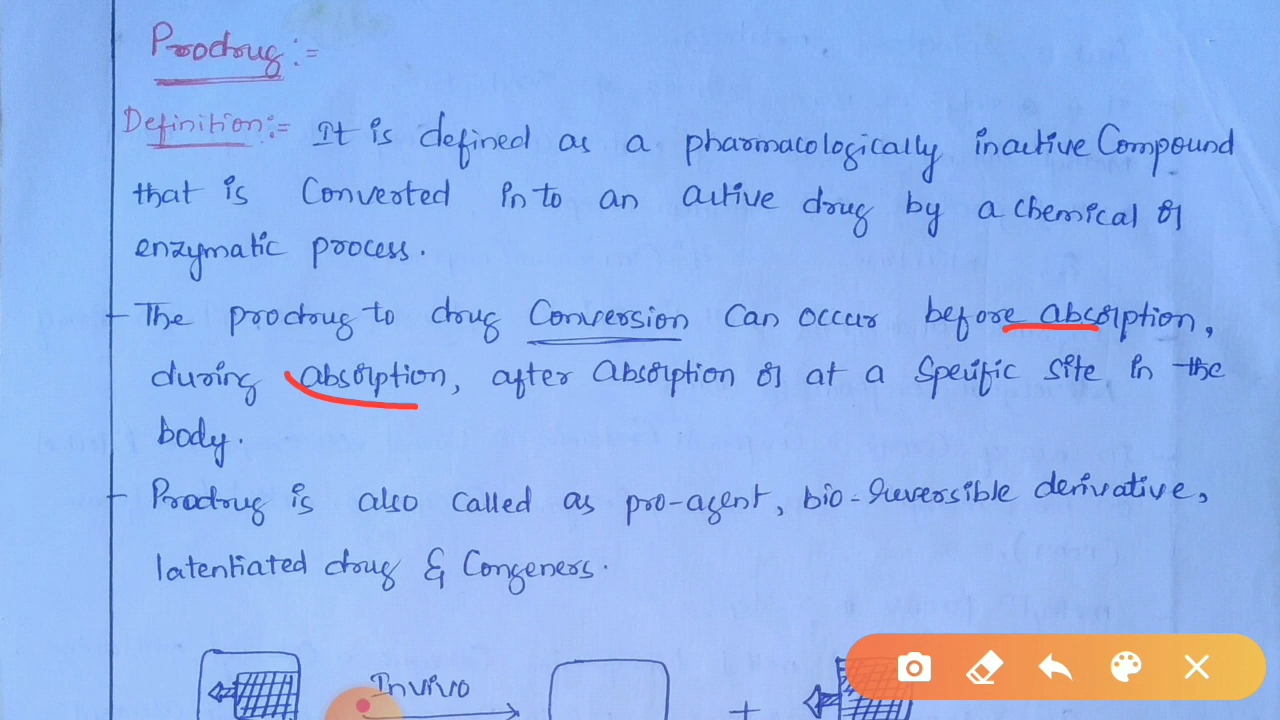 Prodrug :-
Definition :- It is defined as a pharmacologically inactive Compound
that is Converted in to an active drug by a chemical or
enzymatic process.
- The prodrug to drug Conversion can occur before absorption,
during absorption, after absorption or at a specific site in the
body.
- Prodrug is also called as pro-agent, bio-reversible derivative,
latentiated drug & Congeners.
Invivo
+